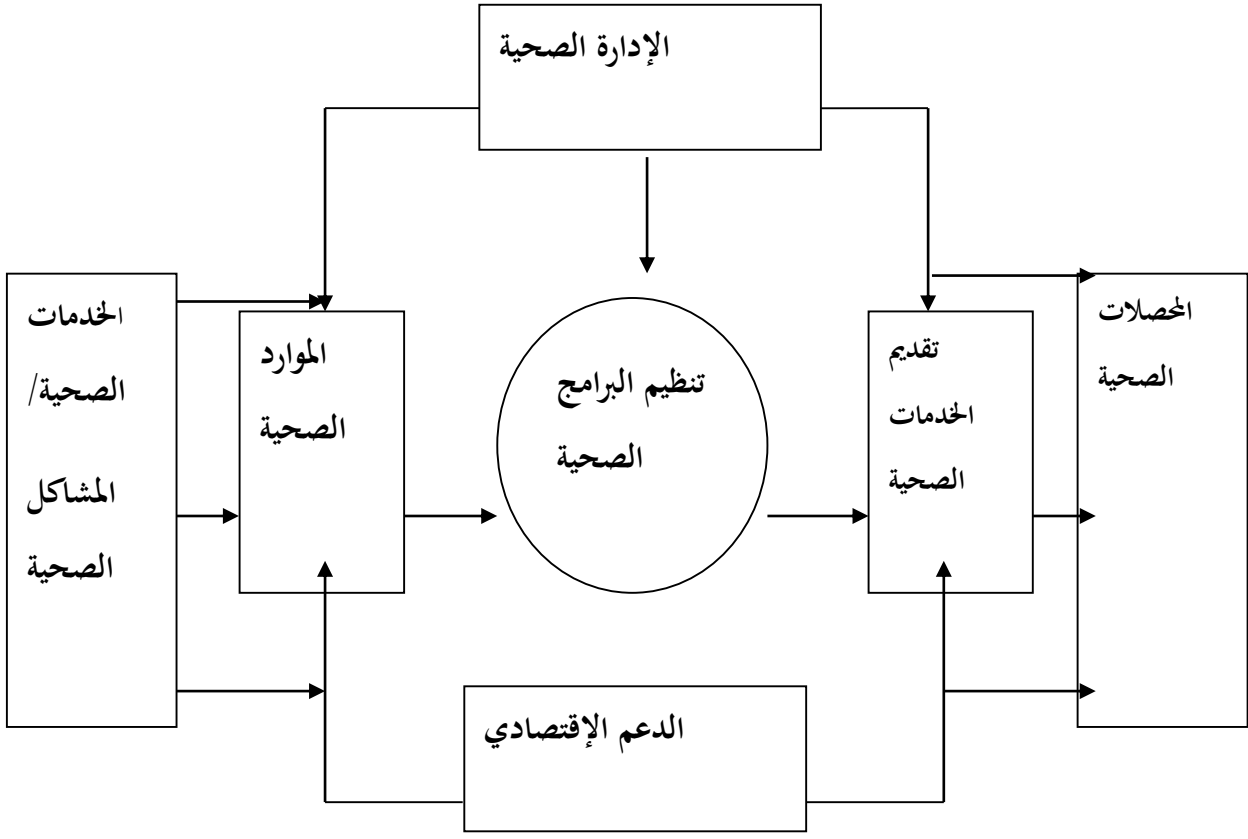 الإدارة الصحية
الخدمات
الصحية/
المشاكل
الصحية
الموارد
الصحية
تنظيم البرامج
الصحية
تقديم
الخدمات
الصحية
المحصلات
الصحية
الدعم الإقتصادي